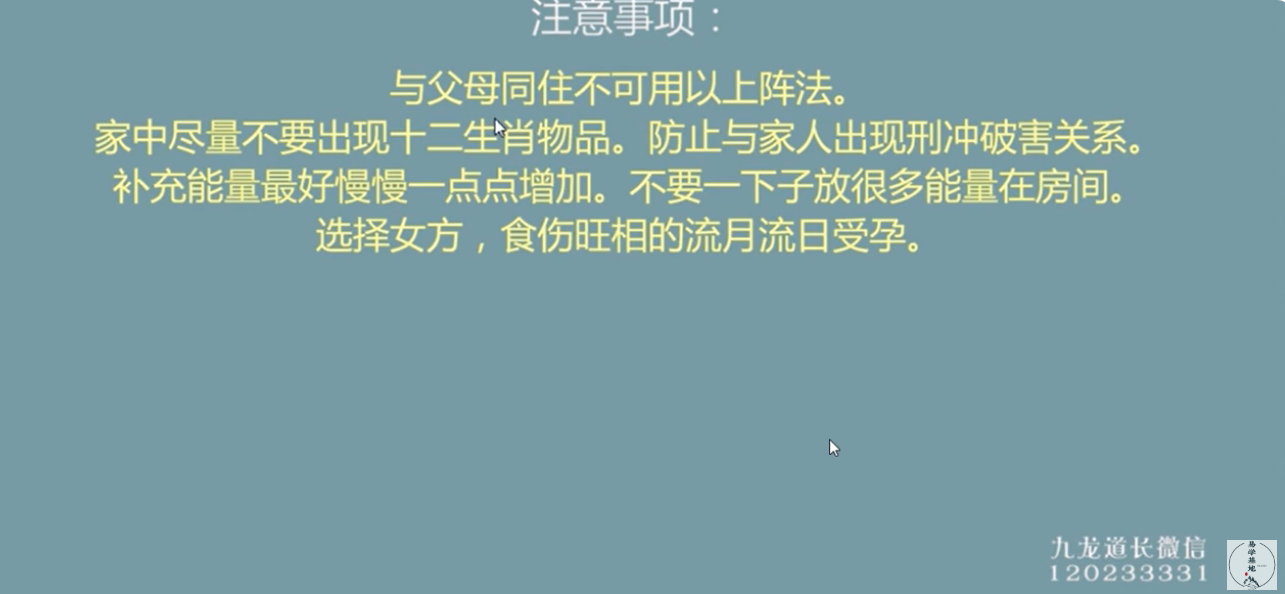 注意事项：
与父母同住不可用以上阵法。
家中尽量不要出现十二生肖物品。防止与家人出现刑冲破害关系。
补充能量最好慢慢一点点增加。不要一下子放很多能量在房间。
选择女方，食伤旺相的流月流日受孕。
九龙道长微信
120233331
易学基地